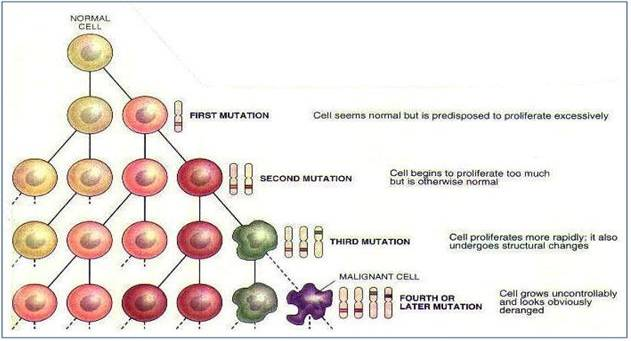 NORMAL
CELL
FIRST MUTATION
Cell seems normal but is predisposed to proliferate excessively
SECOND MUTATION
Cell begins to proliferate too much
but is otherwise normal
THIRD MUTATION
Cell proliferates more rapidly; it also
undergoes structural changes
MALIGNANT CELL
FOURTH OR
LATER MUTATION
Cell grows uncontrollably
and looks obviously
deranged